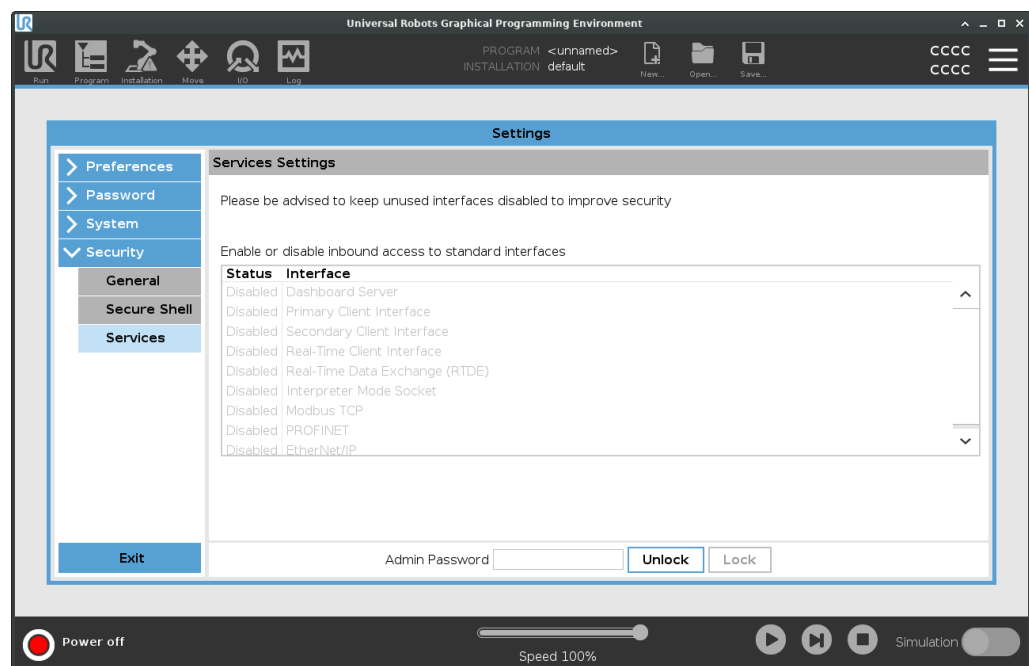 UR
Universal Robots Graphical Programming Environment
UR
Run
Program
Installation
Move
I/O
Log
PROGRAM <unnamed>
INSTALLATION default
New...
Open...
Save...
CCCC
CCCC
Settings
Preferences
Password
System
Security
General
Secure Shell
Services
Exit
Services Settings
Please be advised to keep unused interfaces disabled to improve security
Enable or disable inbound access to standard interfaces
Status Interface
Disabled Dashboard Server
Disabled Primary Client Interface
Disabled Secondary Client Interface
Disabled Real-Time Client Interface
Disabled Real-Time Data Exchange (RTDE)
Disabled Interpreter Mode Socket
Disabled Modbus TCP
Disabled PROFINET
Disabled EtherNet/IP
Admin Password
Unlock
Lock
Power off
Speed 100%
Simulation